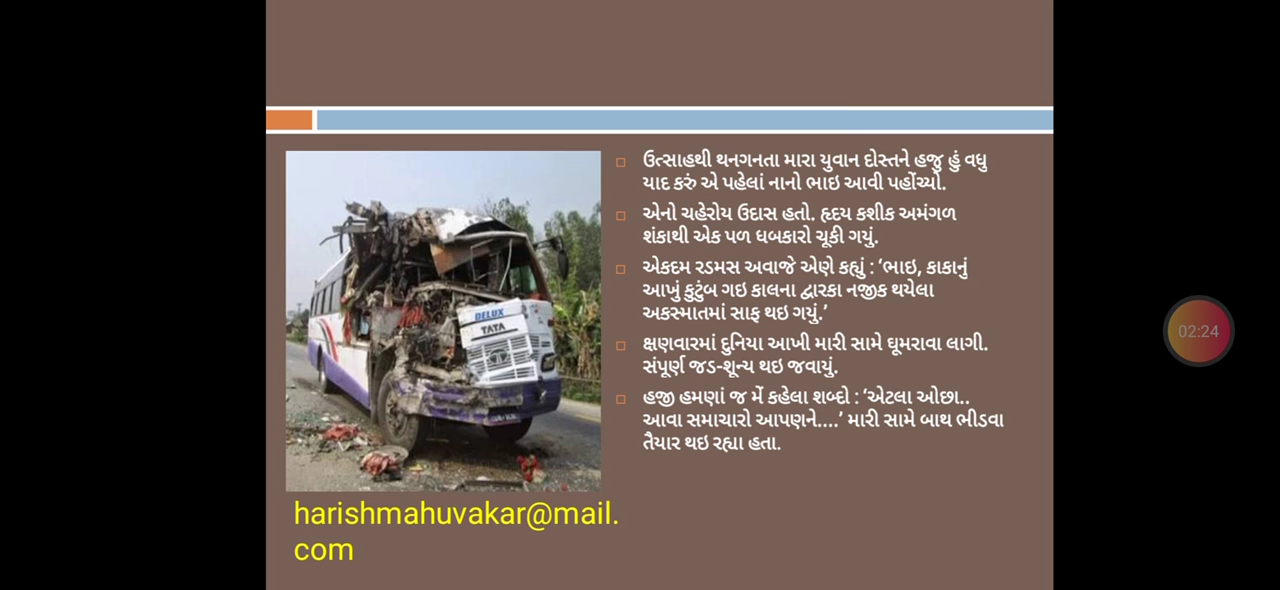 ઉત્સાહથી થનગનતા મારા યુવાન દોસ્તને હજુ હું વધુ
યાદ કરું એ પહેલાં નાનો ભાઇ આવી પહોંચ્યો.
એનો ચહેરોય ઉદાસ હતો. હૃદય કશીક અમંગળ
શંકાથી એક પળ ધબકારો ચૂકી ગયું.
એકદમ રડમસ અવાજે એણે કહ્યું : ‘ભાઇ, કાકાનું
આખું કુટુંબ ગઇ કાલના દ્વારકા નજીક થયેલા
અકસ્માતમાં સાફ થઇ ગયું.’
ક્ષણવારમાં દુનિયા આખી મારી સામે ઘૂમરાવા લાગી.
સંપૂર્ણ જડ-શૂન્ય થઇ જવાયું.
હજી હમણાં જ મેં કહેલા શબ્દો : ‘એટલા ઓછા..
આવા સમાચારો આપણને....’ મારી સામે બાથ ભીડવા
તૈયાર થઇ રહ્યા હતા.
DELUX
TATA
harishmahuvakar@mail.
com
02:24